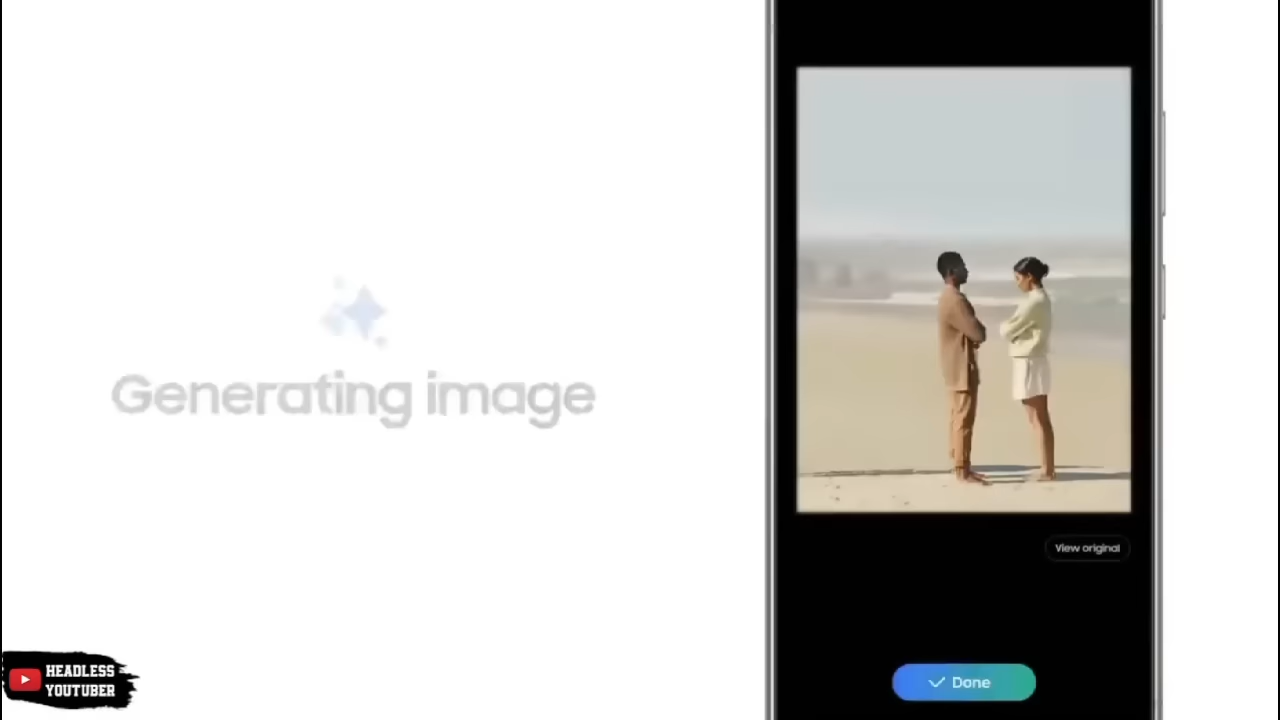 Generating image
View original
Done
HEADLESS
YOUTUBER